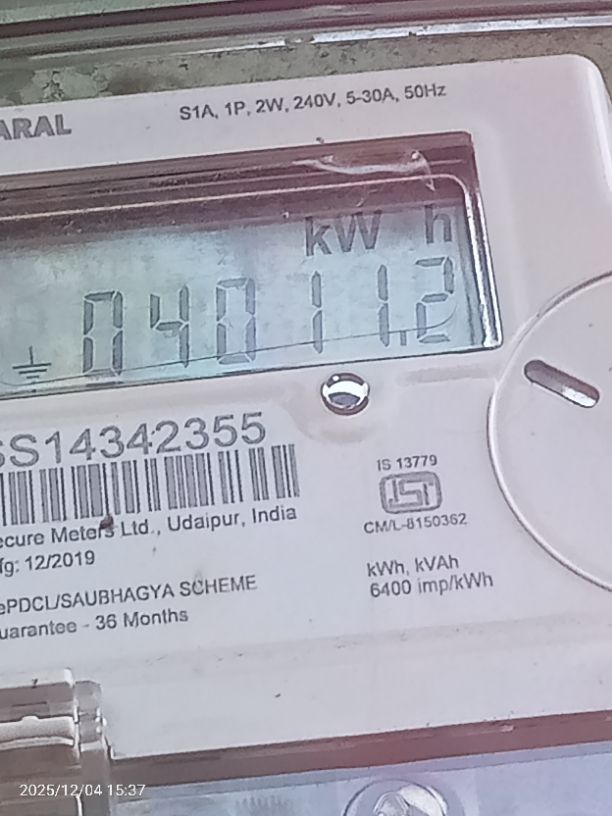 ARAL
S1A, 1P, 2W, 240V, 5-30A, 50Hz
kW h
04011.2
SS14342355
IS 13779
ISI
CM/L-8150362
ecure Meters Ltd., Udaipur, India
fg: 12/2019
kWh, kVAh
6400 imp/kWh
ePDCL/SAUBHAGYA SCHEME
uarantee - 36 Months
2025/12/04 15:37